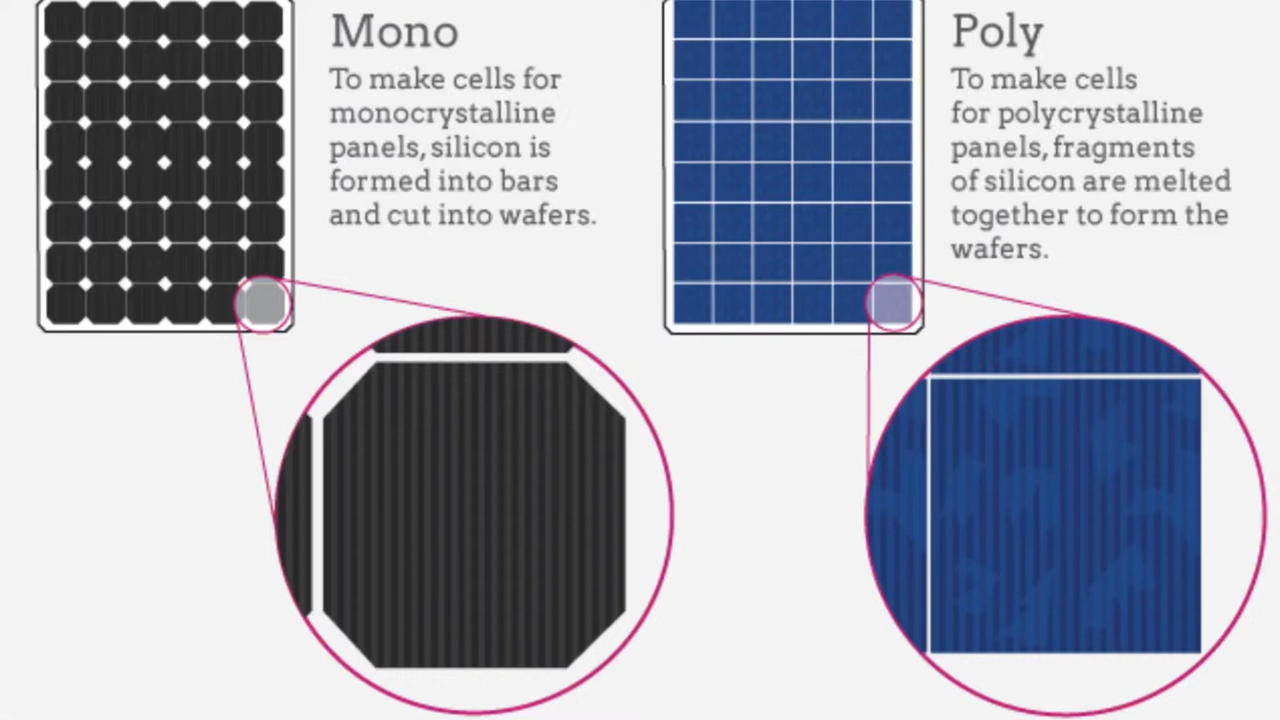 Mono
To make cells for
monocrystalline
panels, silicon is
formed into bars
and cut into wafers.
Poly
To make cells
for polycrystalline
panels, fragments
of silicon are melted
together to form the
wafers.